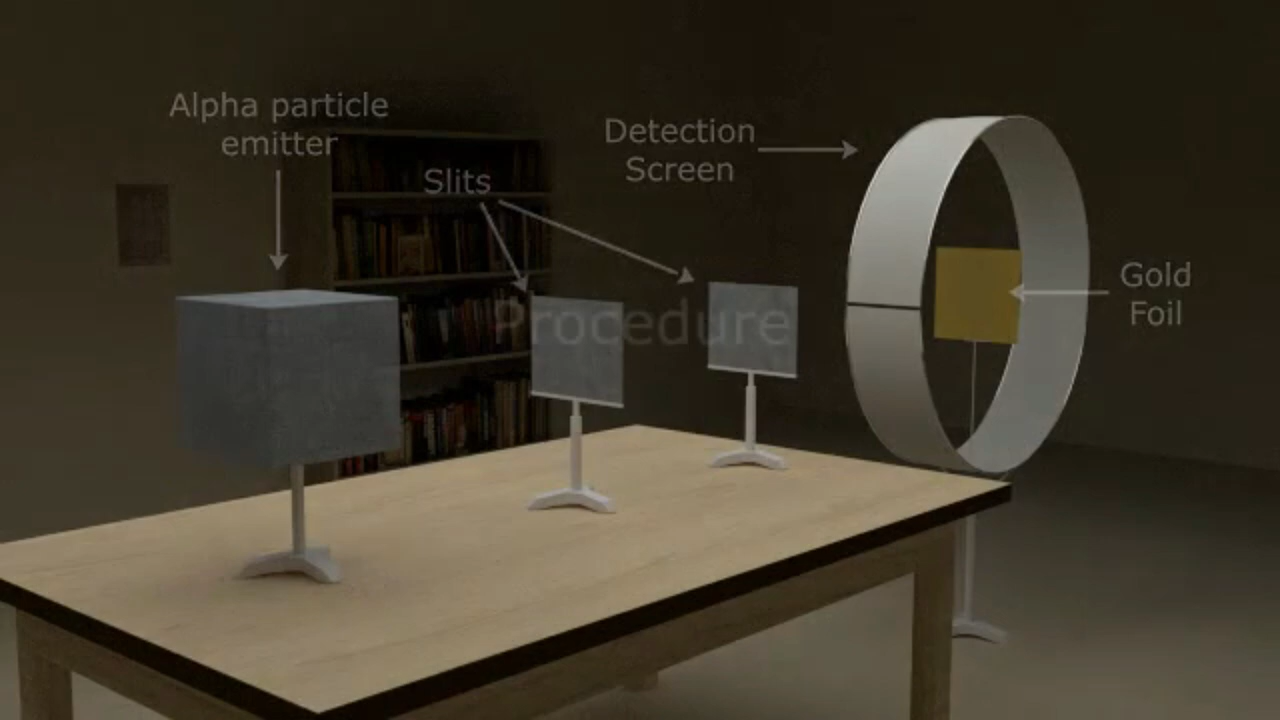 Alpha particle
emitter
Slits
Detection
Screen
Gold
Foil
Procedure